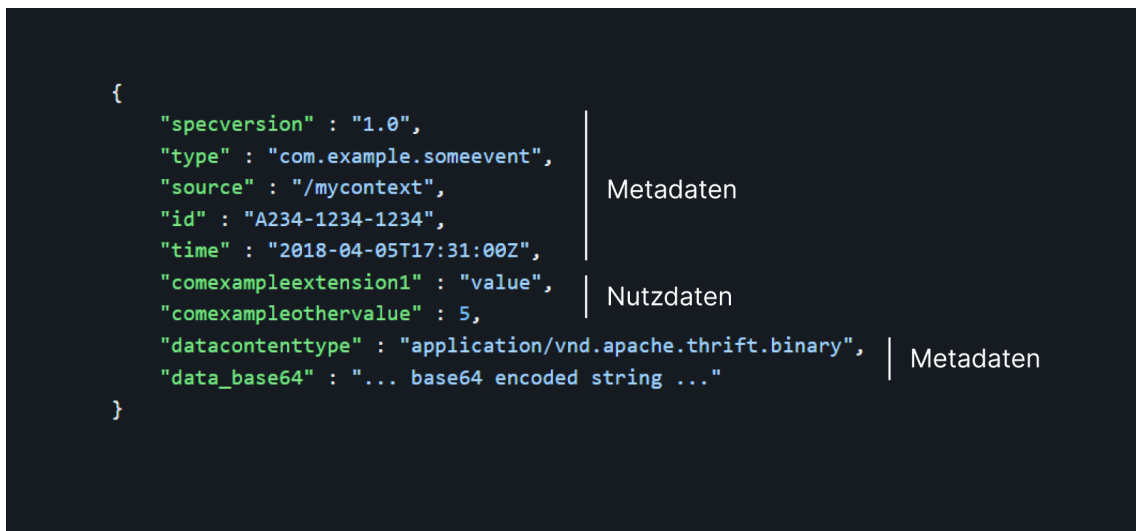 {
"specversion" : "1.0",
"type" : "com.example.someevent",
"source" : "/mycontext",
Metadaten
"id" : "A234-1234-1234",
"time" : "2018-04-05T17:31:00Z",
"comexampleextension1" : "value",
Nutzdaten
"comexampleothervalue" : 5,
"datacontenttype" : "application/vnd.apache.thrift.binary",
Metadaten
"data_base64" : "... base64 encoded string ..."
}